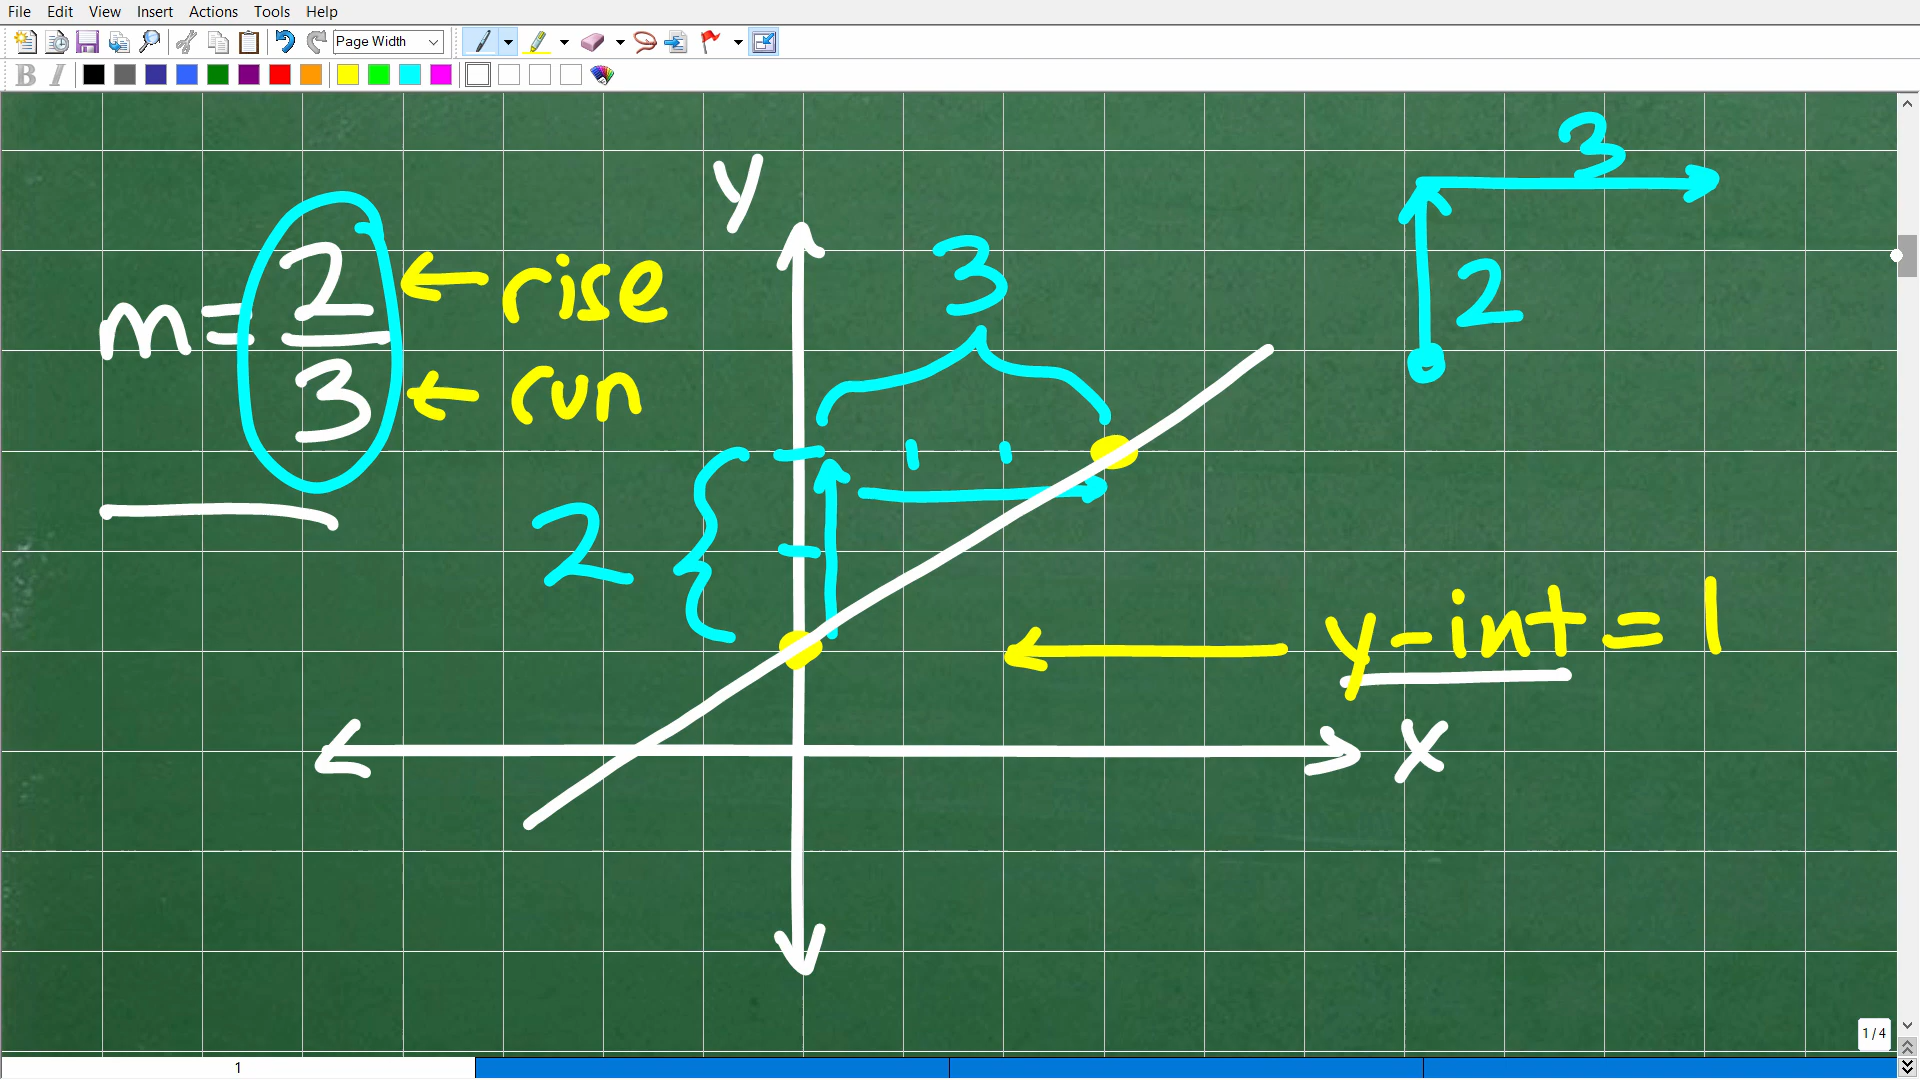 File Edit View Insert Actions Tools Help
Page Width
B I
y
3
3
2
m = 2/3
← rise
← run
2
y-int = 1
x
1 / 4
1